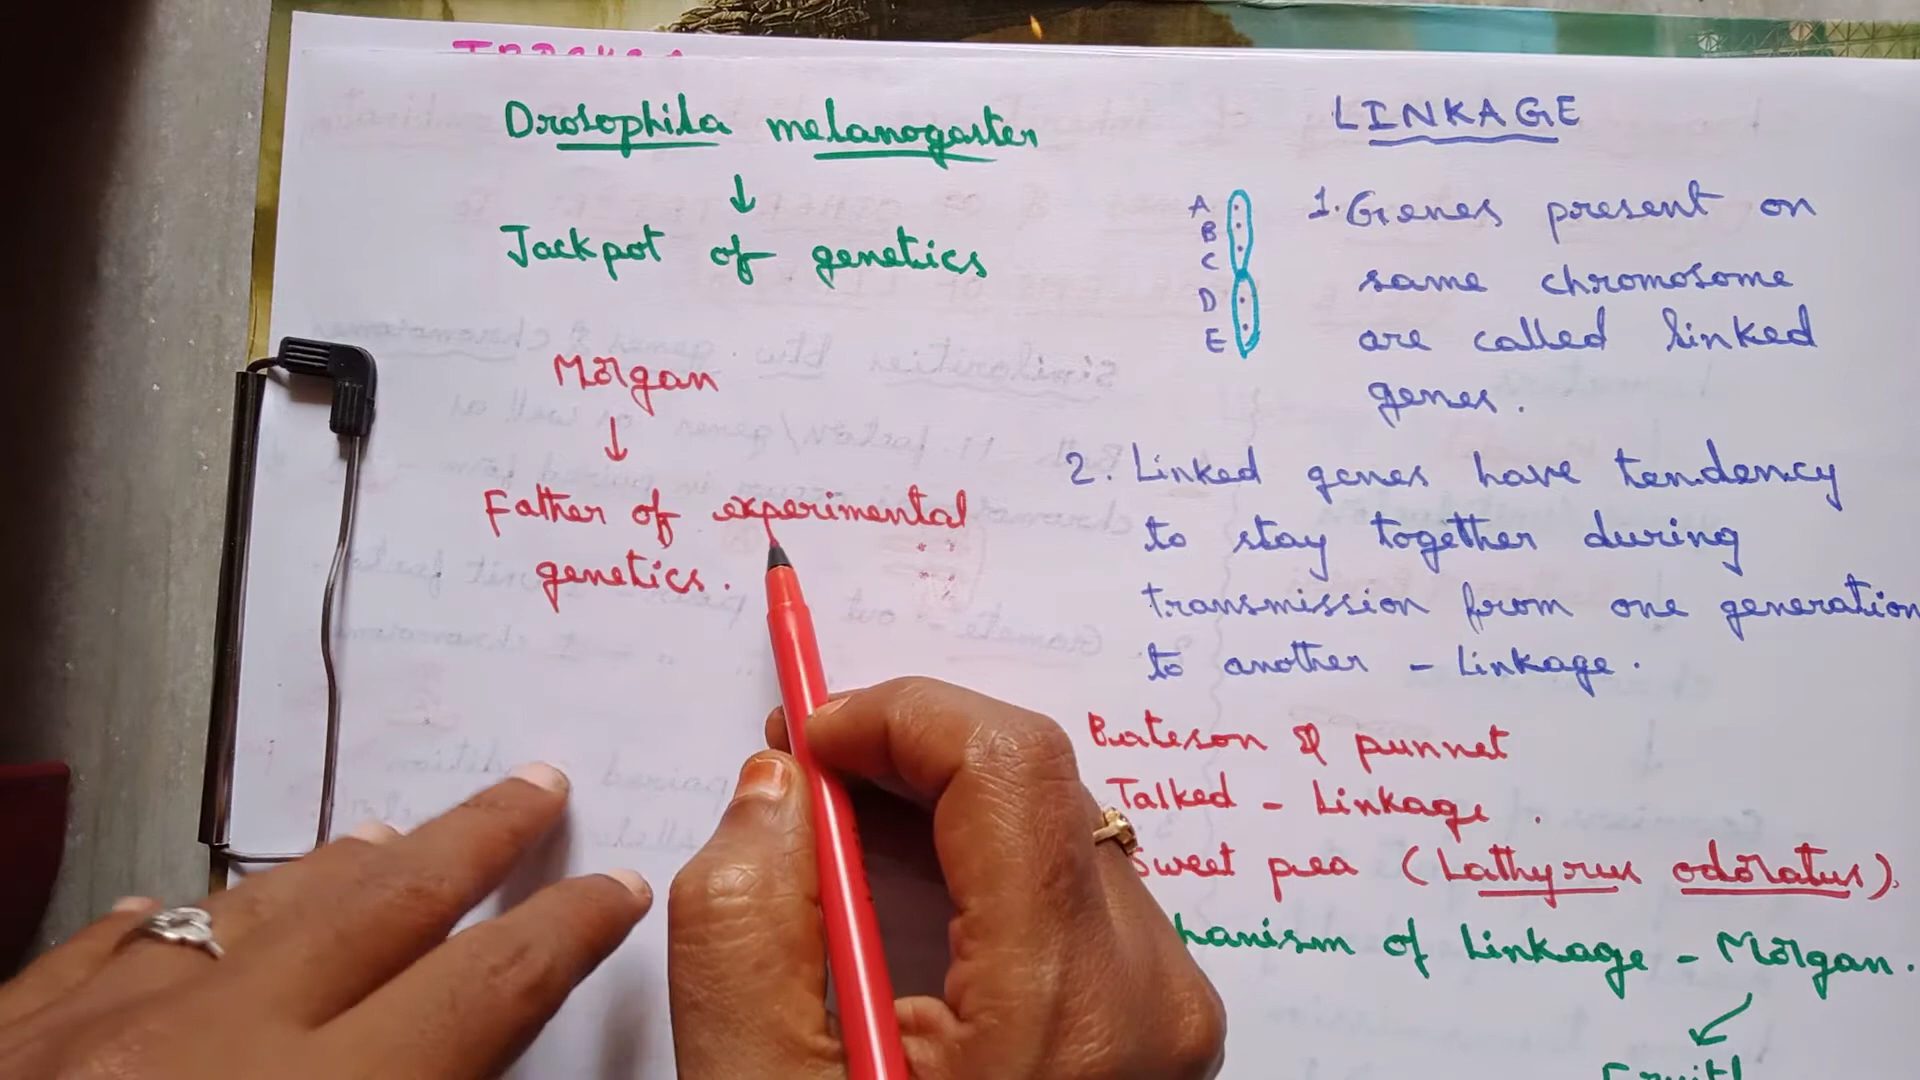 Drosophila melanogaster
↓
Jackpot of genetics
Morgan
↓
Father of experimental
genetics.
LINKAGE
A
B
C
D
E
1. Genes present on
same chromosome
are called linked
genes.
2. Linked genes have tendency
to stay together during
transmission from one generation
to another - Linkage.
Bateson & punnet
Talked - Linkage.
Sweet pea (Lathyrus odoratus).
hanism of Linkage - Morgan.